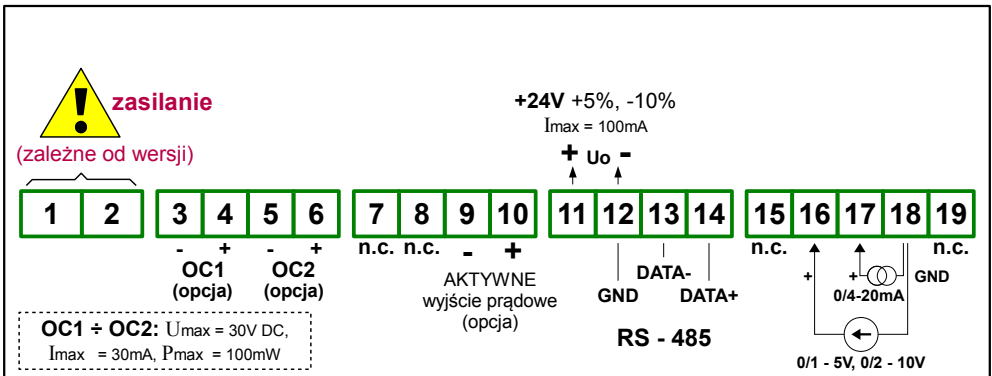 zasilanie
(zależne od wersji)
+24V +5%, -10%
Imax = 100mA
+ Uo -
1 2 3 4 5 6 7 8 9 10 11 12 13 14 15 16 17 18 19
- + - +
OC1
(opcja)
OC2
(opcja)
n.c. n.c. - +
AKTYWNE
wyjście prądowe
(opcja)
GND
DATA-
DATA+
RS - 485
n.c. n.c.
+ +
GND
0/4-20mA
0/1 - 5V, 0/2 - 10V
OC1 ÷ OC2: Umax = 30V DC,
Imax = 30mA, Pmax = 100mW